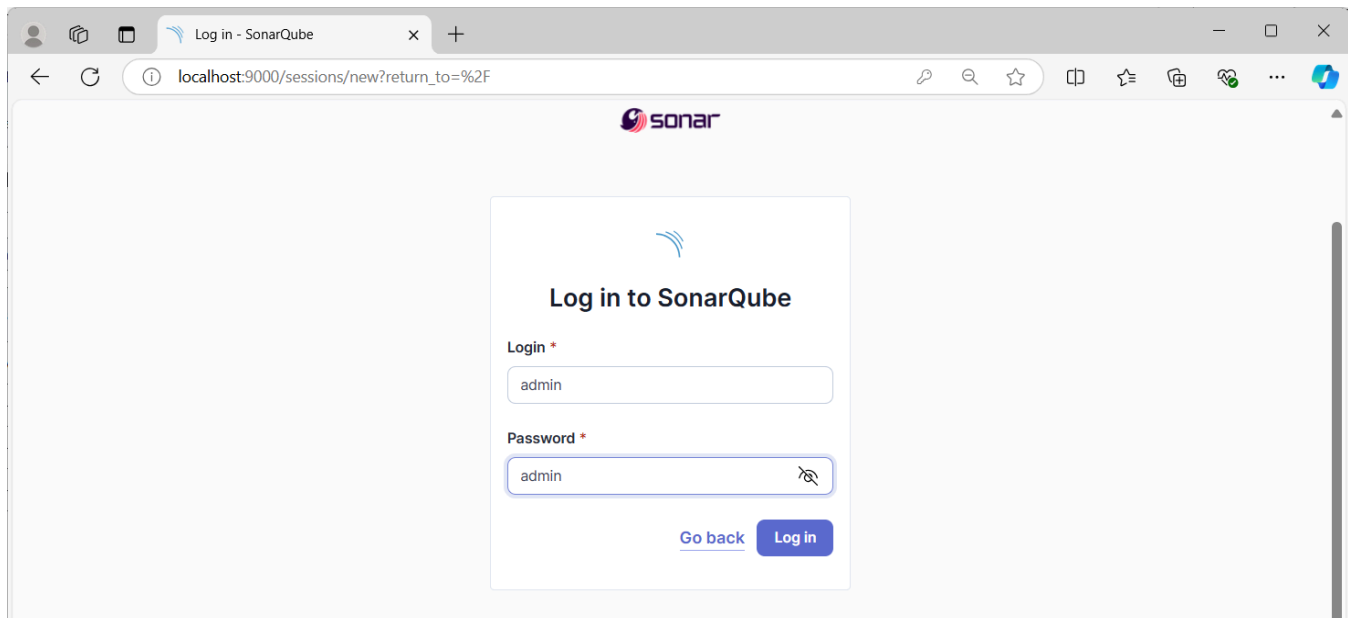 Log in - SonarQube
localhost:9000/sessions/new?return_to=%2F
sonar
Log in to SonarQube
Login *
admin
Password *
admin
Go back Log in